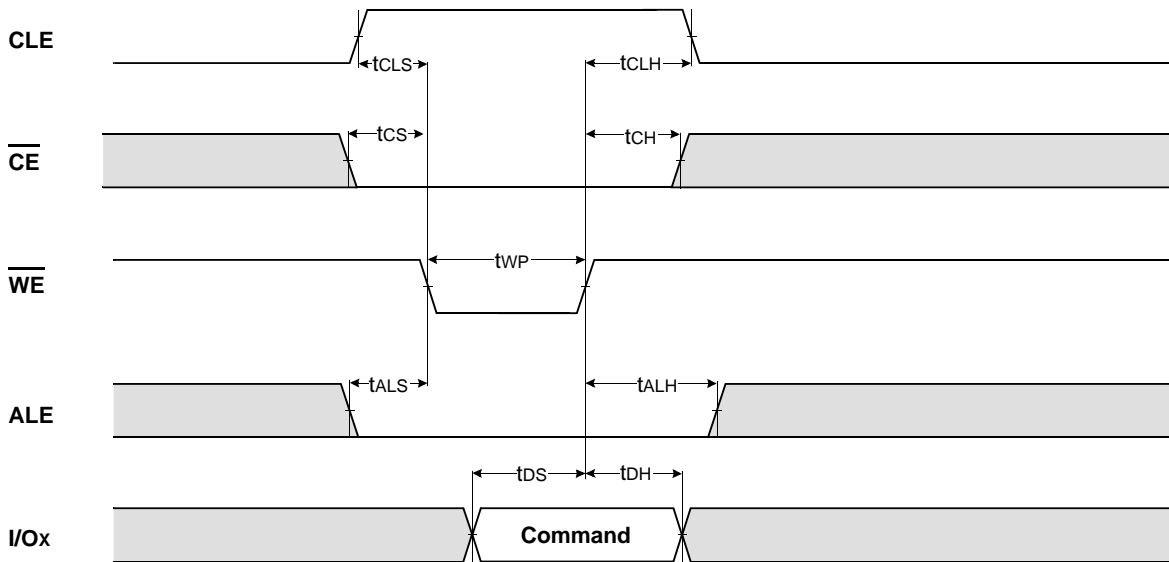 CLE
tCLS
tCLH
CE
tCS
tCH
WE
tWP
ALE
tALS
tALH
I/Ox
tDS
tDH
Command